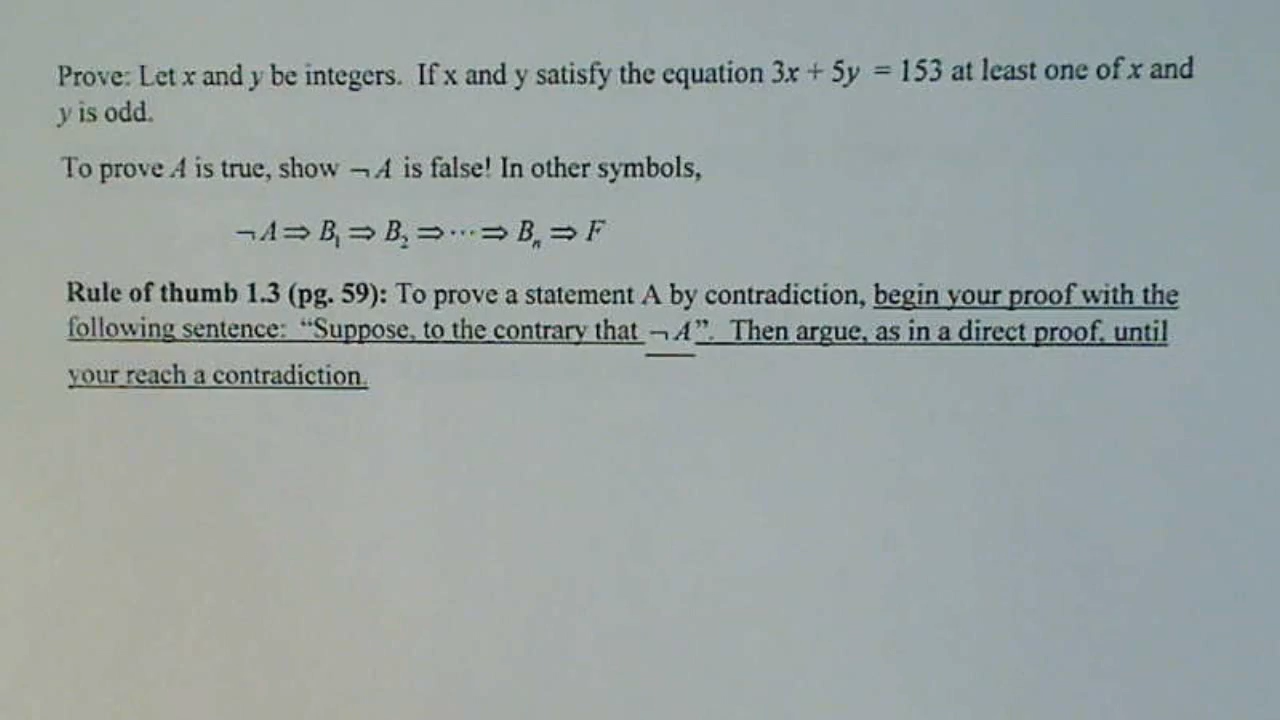 Prove: Let x and y be integers. If x and y satisfy the equation 3x + 5y = 153 at least one of x and
y is odd.
To prove A is true, show ¬A is false! In other symbols,
¬A ⇒ B₁ ⇒ B₂ ⇒ ⋯ ⇒ Bₙ ⇒ F
Rule of thumb 1.3 (pg. 59): To prove a statement A by contradiction, begin your proof with the
following sentence: “Suppose, to the contrary that ¬A”. Then argue, as in a direct proof, until
your reach a contradiction.